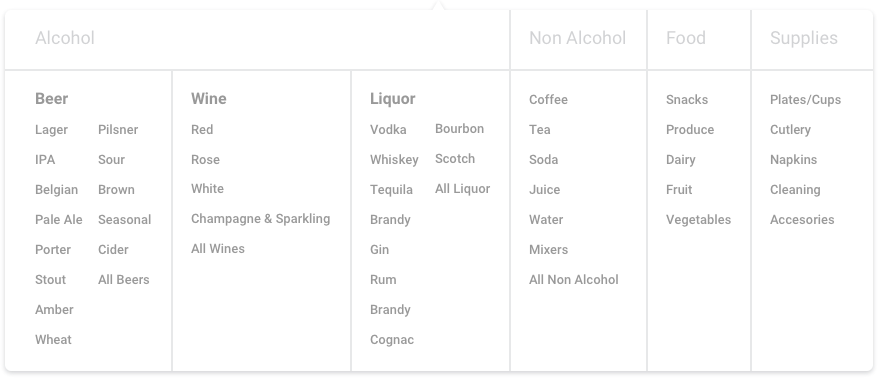 Alcohol
Non Alcohol
Food
Supplies
Beer
Lager
IPA
Belgian
Pale Ale
Porter
Stout
Amber
Wheat
Pilsner
Sour
Brown
Seasonal
Cider
All Beers
Wine
Red
Rose
White
Champagne & Sparkling
All Wines
Liquor
Vodka
Whiskey
Tequila
Brandy
Gin
Rum
Brandy
Cognac
Bourbon
Scotch
All Liquor
Coffee
Tea
Soda
Juice
Water
Mixers
All Non Alcohol
Snacks
Produce
Dairy
Fruit
Vegetables
Plates/Cups
Cutlery
Napkins
Cleaning
Accesories